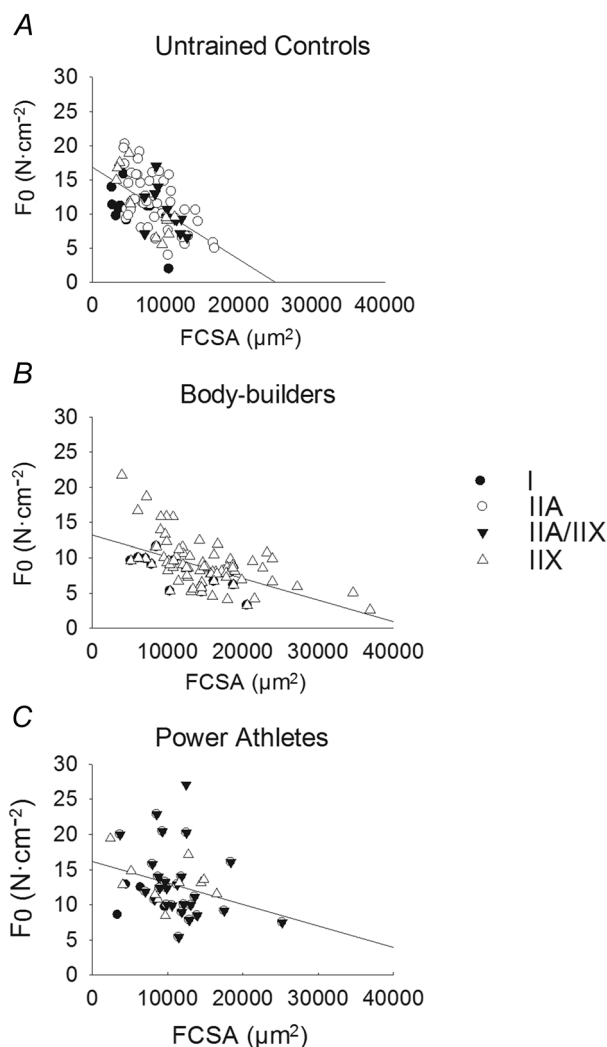 A
Untrained Controls
30
25
20
15
10
5
0
F0 (N·cm⁻²)
0 10000 20000 30000 40000
FCSA (µm²)
B
Body-builders
30
25
20
15
10
5
0
F0 (N·cm⁻²)
0 10000 20000 30000 40000
FCSA (µm²)
I
IIA
IIA/IIX
IIX
C
Power Athletes
30
25
20
15
10
5
0
F0 (N·cm⁻²)
0 10000 20000 30000 40000
FCSA (µm²)